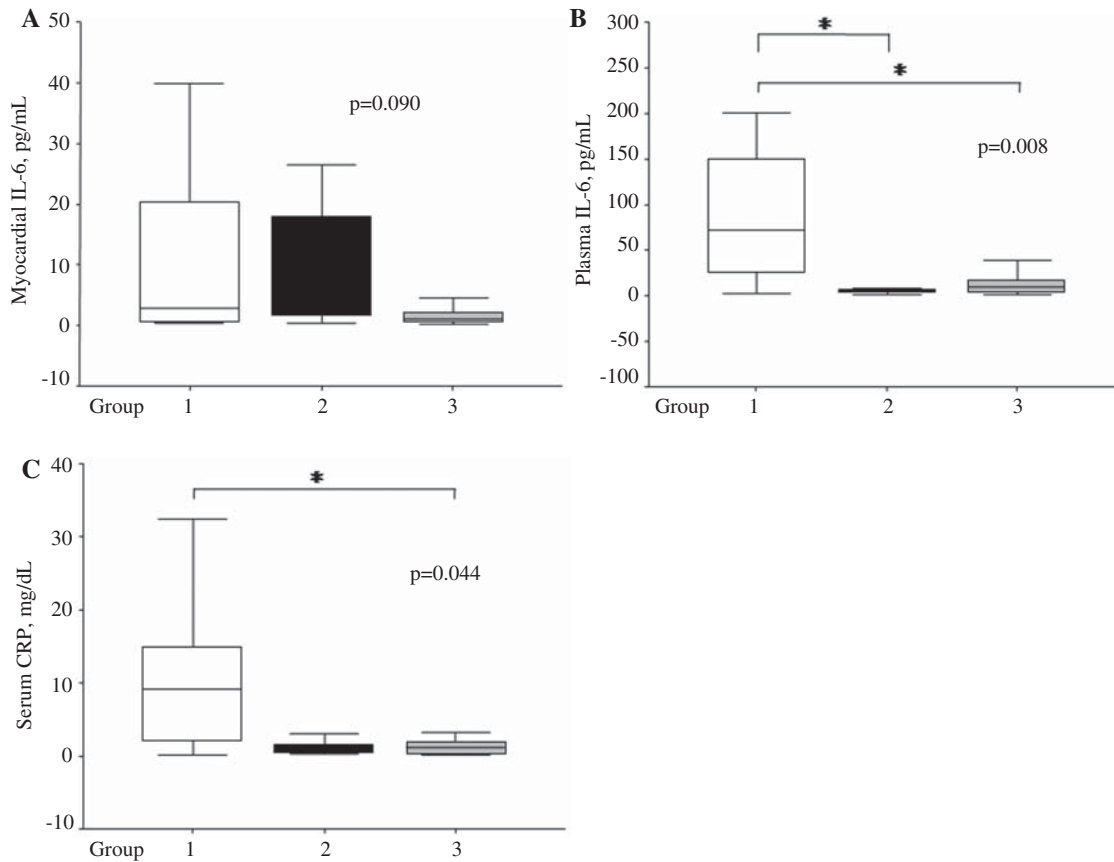 A
Myocardial IL-6, pg/mL
50
40
30
20
10
0
-10
p=0.090
Group 1 2 3
B
Plasma IL-6, pg/mL
300
250
200
150
100
50
0
-50
-100
*
*
p=0.008
Group 1 2 3
C
Serum CRP, mg/dL
40
30
20
10
0
-10
*
p=0.044
Group 1 2 3